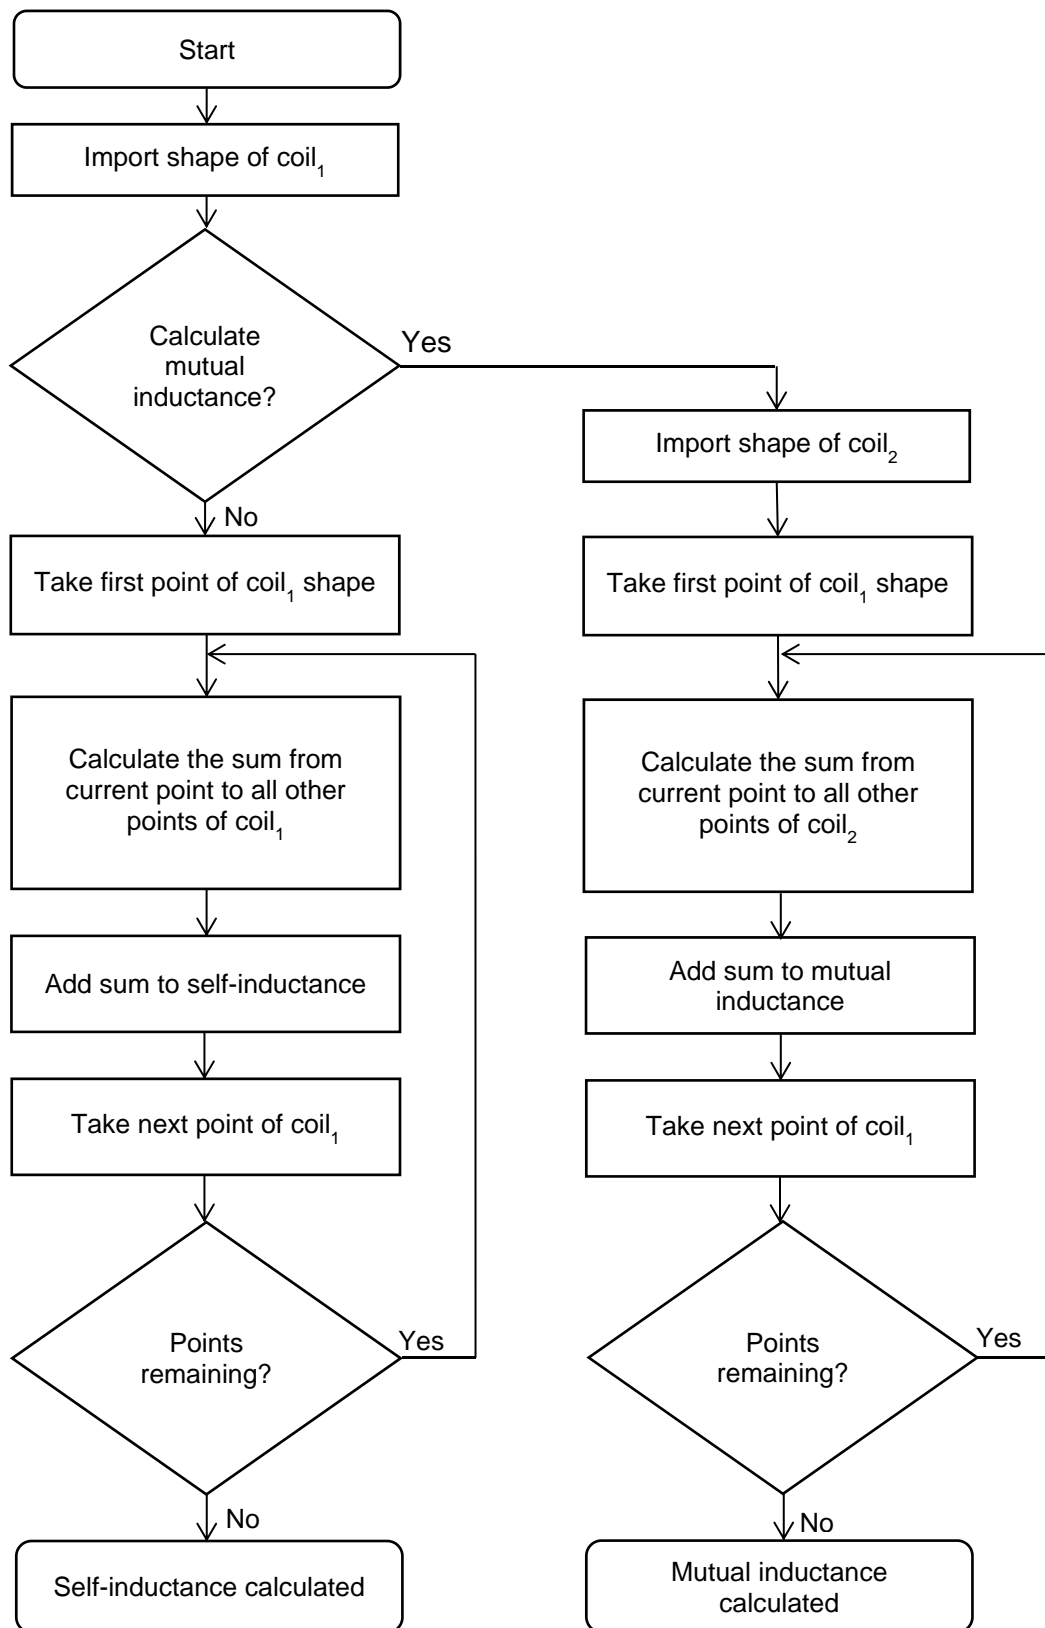 Start
Import shape of coil₁
Calculate
mutual
inductance?
Yes
No
Take first point of coil₁ shape
Calculate the sum from
current point to all other
points of coil₁
Add sum to self-inductance
Take next point of coil₁
Points
remaining?
Yes
No
Self-inductance calculated
Import shape of coil₂
Take first point of coil₁ shape
Calculate the sum from
current point to all other
points of coil₂
Add sum to mutual
inductance
Take next point of coil₁
Points
remaining?
Yes
No
Mutual inductance
calculated